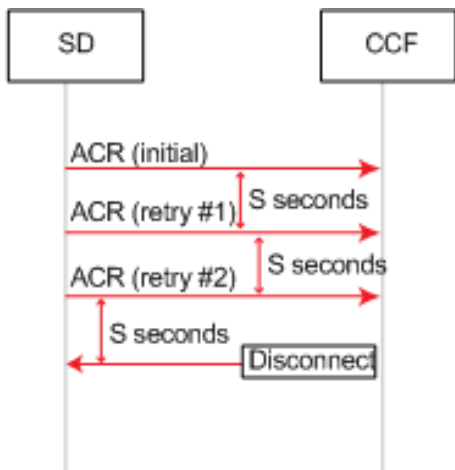 SD
CCF
ACR (initial)
S seconds
ACR (retry #1)
S seconds
ACR (retry #2)
S seconds
Disconnect